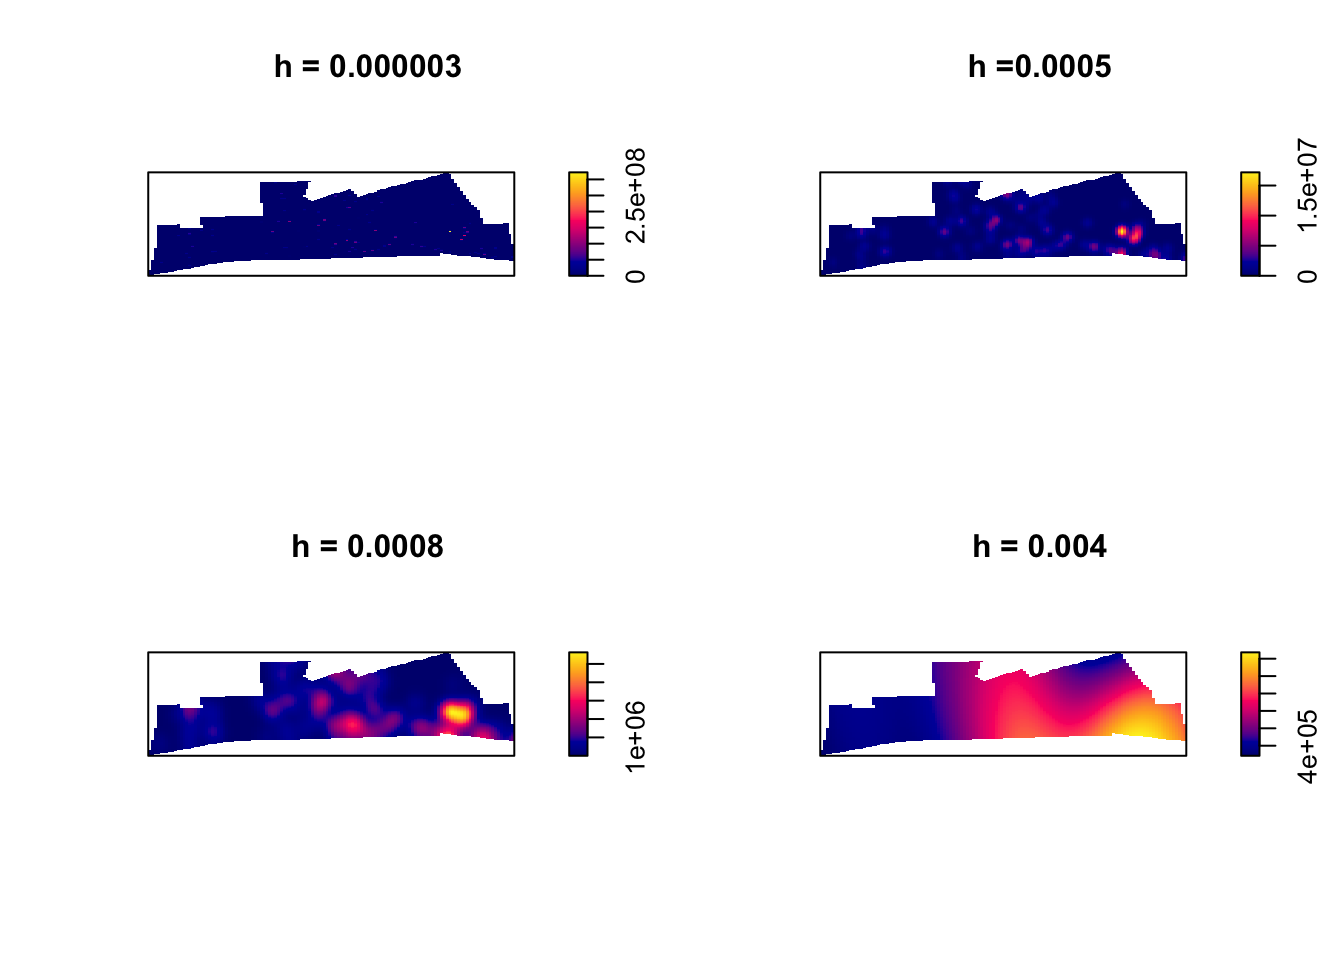 h = 0.000003
0
2.5e+08
h =0.0005
0
1.5e+07
h = 0.0008
1e+06
h = 0.004
4e+05